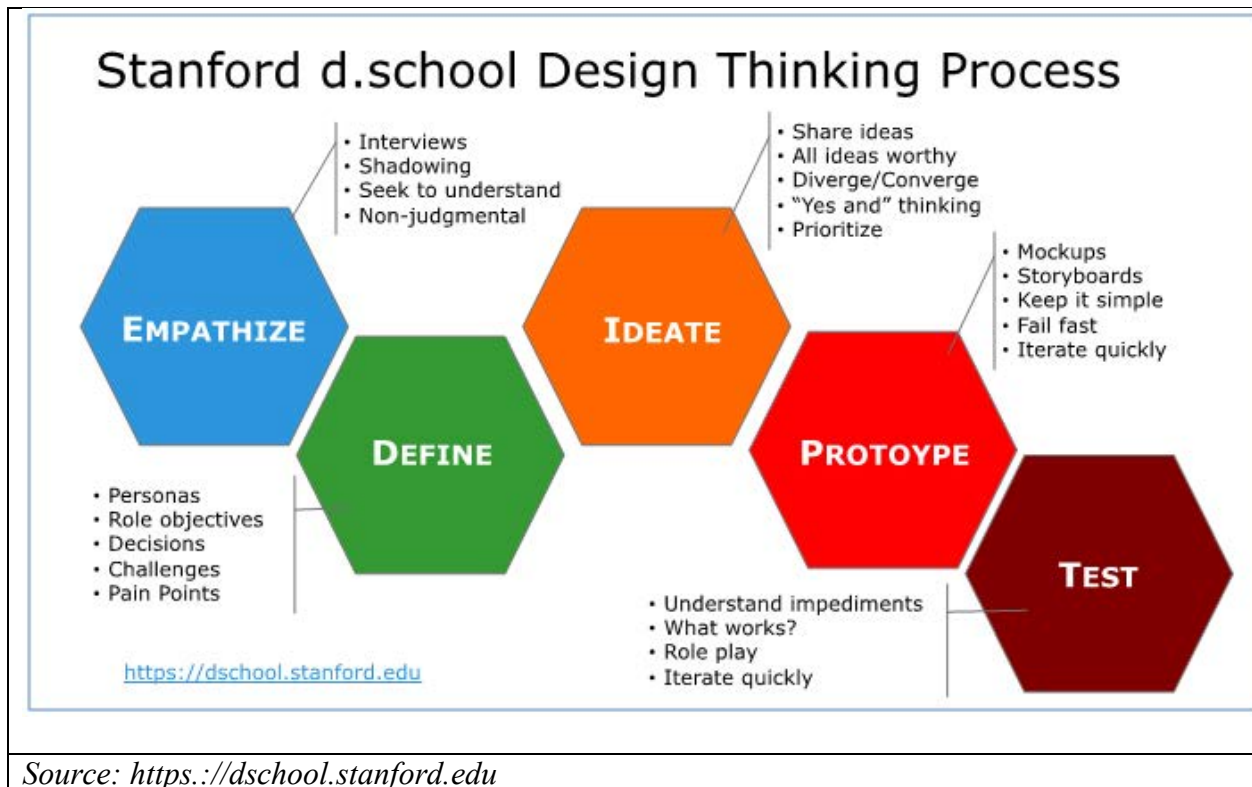 Stanford d.school Design Thinking Process
• Interviews
• Shadowing
• Seek to understand
• Non-judgmental
• Share ideas
• All ideas worthy
• Diverge/Converge
• “Yes and” thinking
• Prioritize
• Mockups
• Storyboards
• Keep it simple
• Fail fast
• Iterate quickly
EMPATHIZE
DEFINE
IDEATE
PROTOYPE
TEST
• Personas
• Role objectives
• Decisions
• Challenges
• Pain Points
• Understand impediments
• What works?
• Role play
• Iterate quickly
https://dschool.stanford.edu
Source: https.://dschool.stanford.edu